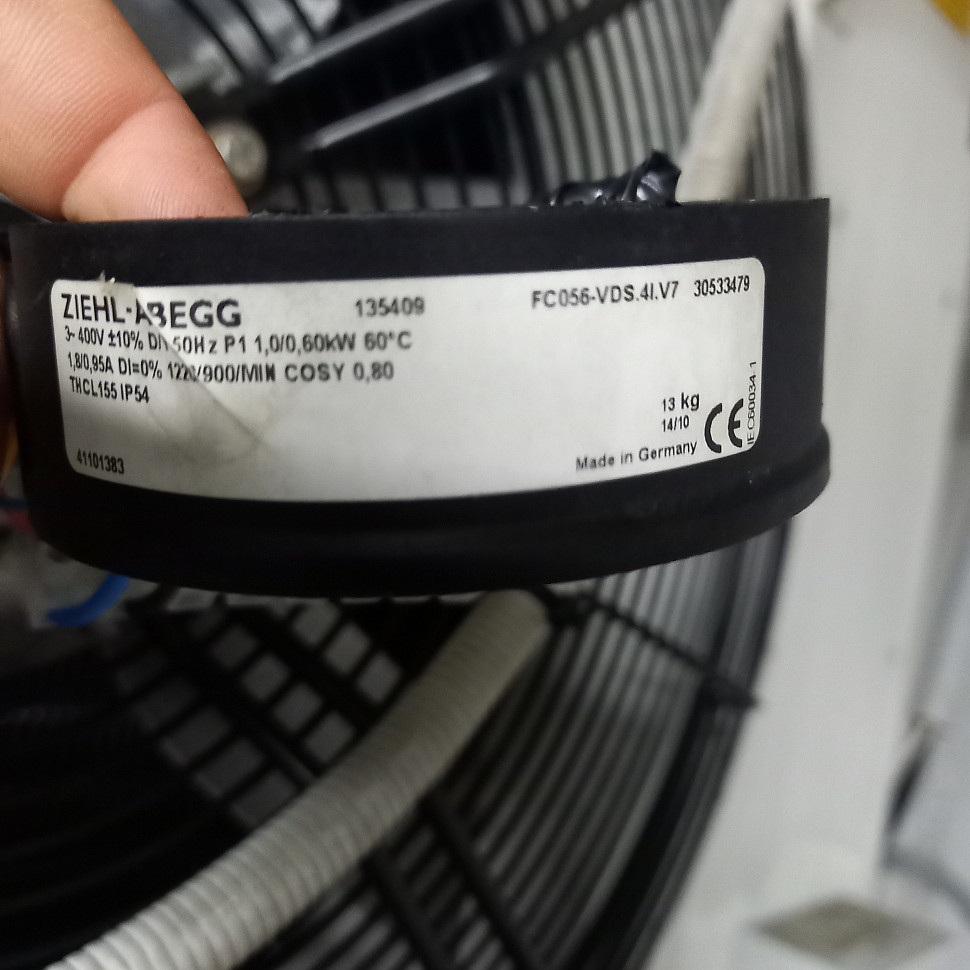 ZIEHL-ABEGG 135409 FC056-VDS.4I.V7 30533479
3~ 400V ±10% D/ 50Hz P1 1,0/0,60kW 60°C
1,8/0,95A DI=0% /900/MIN COSY 0,80
THCL155 IP54
13 kg
14/10
CE
IEC60034-1
41101383 Made in Germany